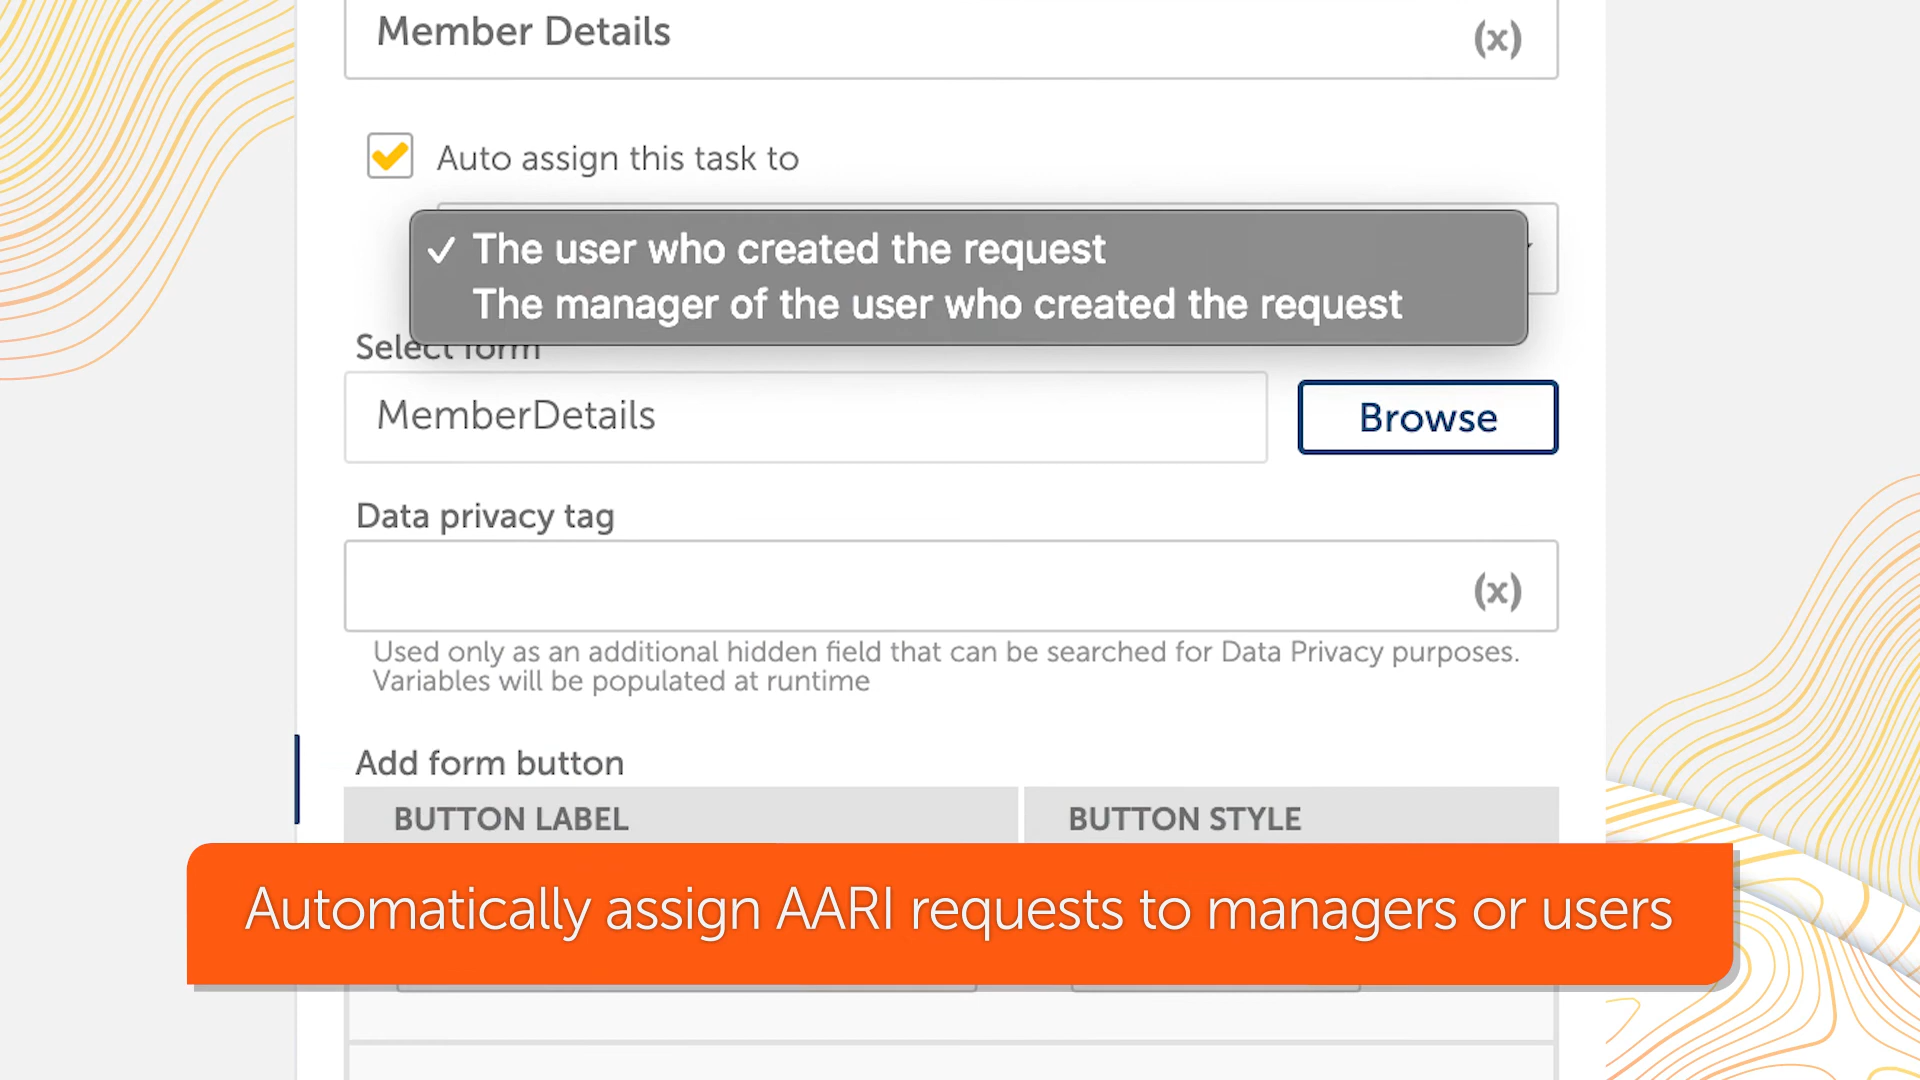 Member Details
(x)
Auto assign this task to
✓ The user who created the request
The manager of the user who created the request
Select form
MemberDetails
Browse
Data privacy tag
(x)
Used only as an additional hidden field that can be searched for Data Privacy purposes.
Variables will be populated at runtime
Add form button
BUTTON LABEL
BUTTON STYLE
Automatically assign AARI requests to managers or users